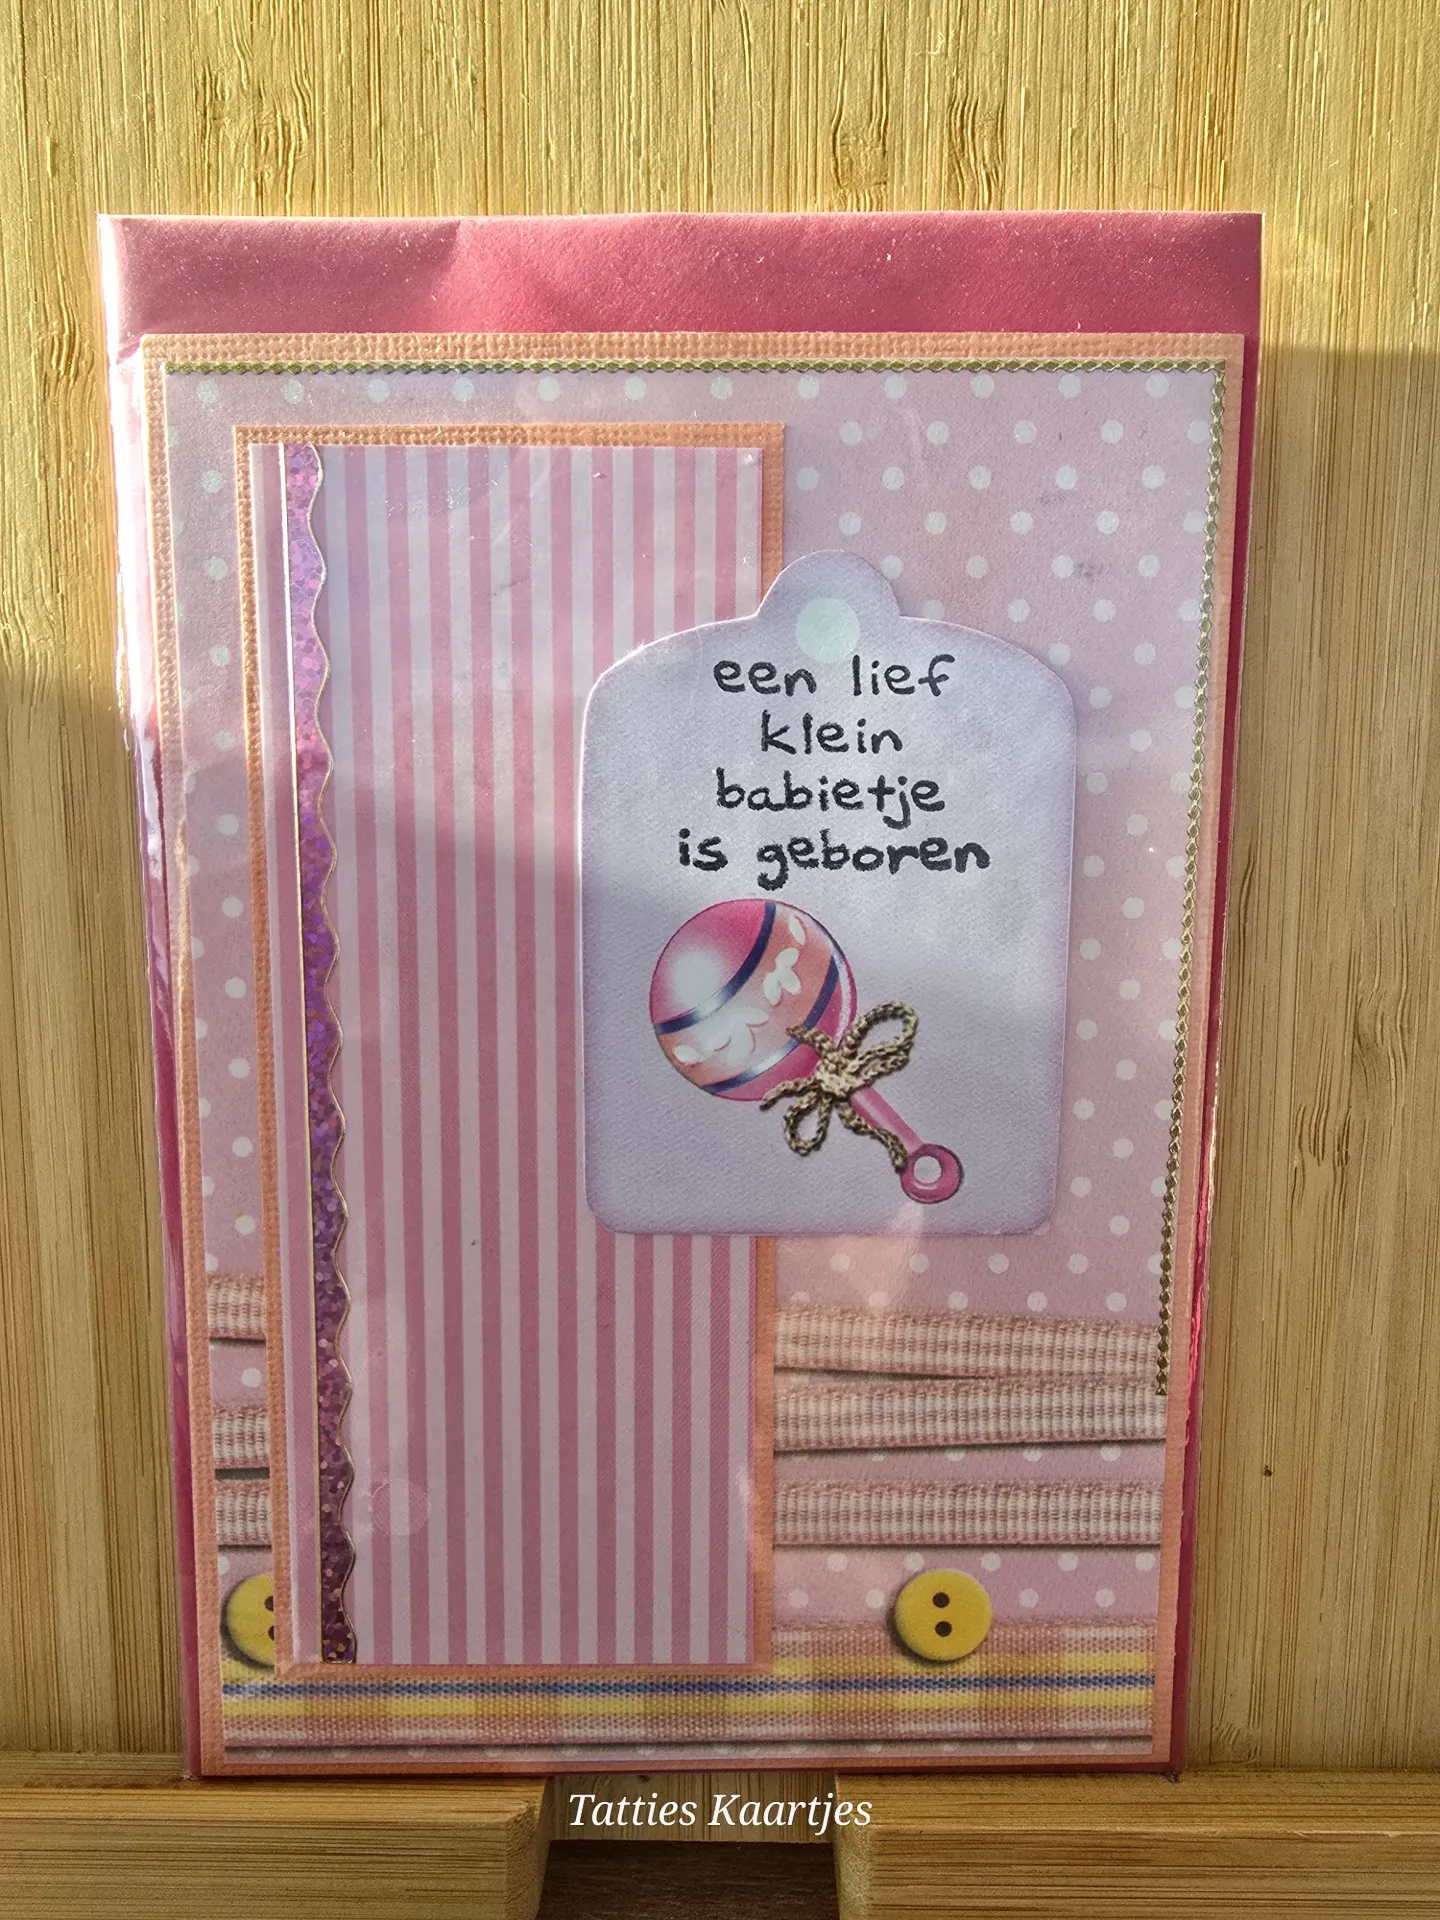 een lief
klein
babietje
is geboren
Tatties Kaartjes